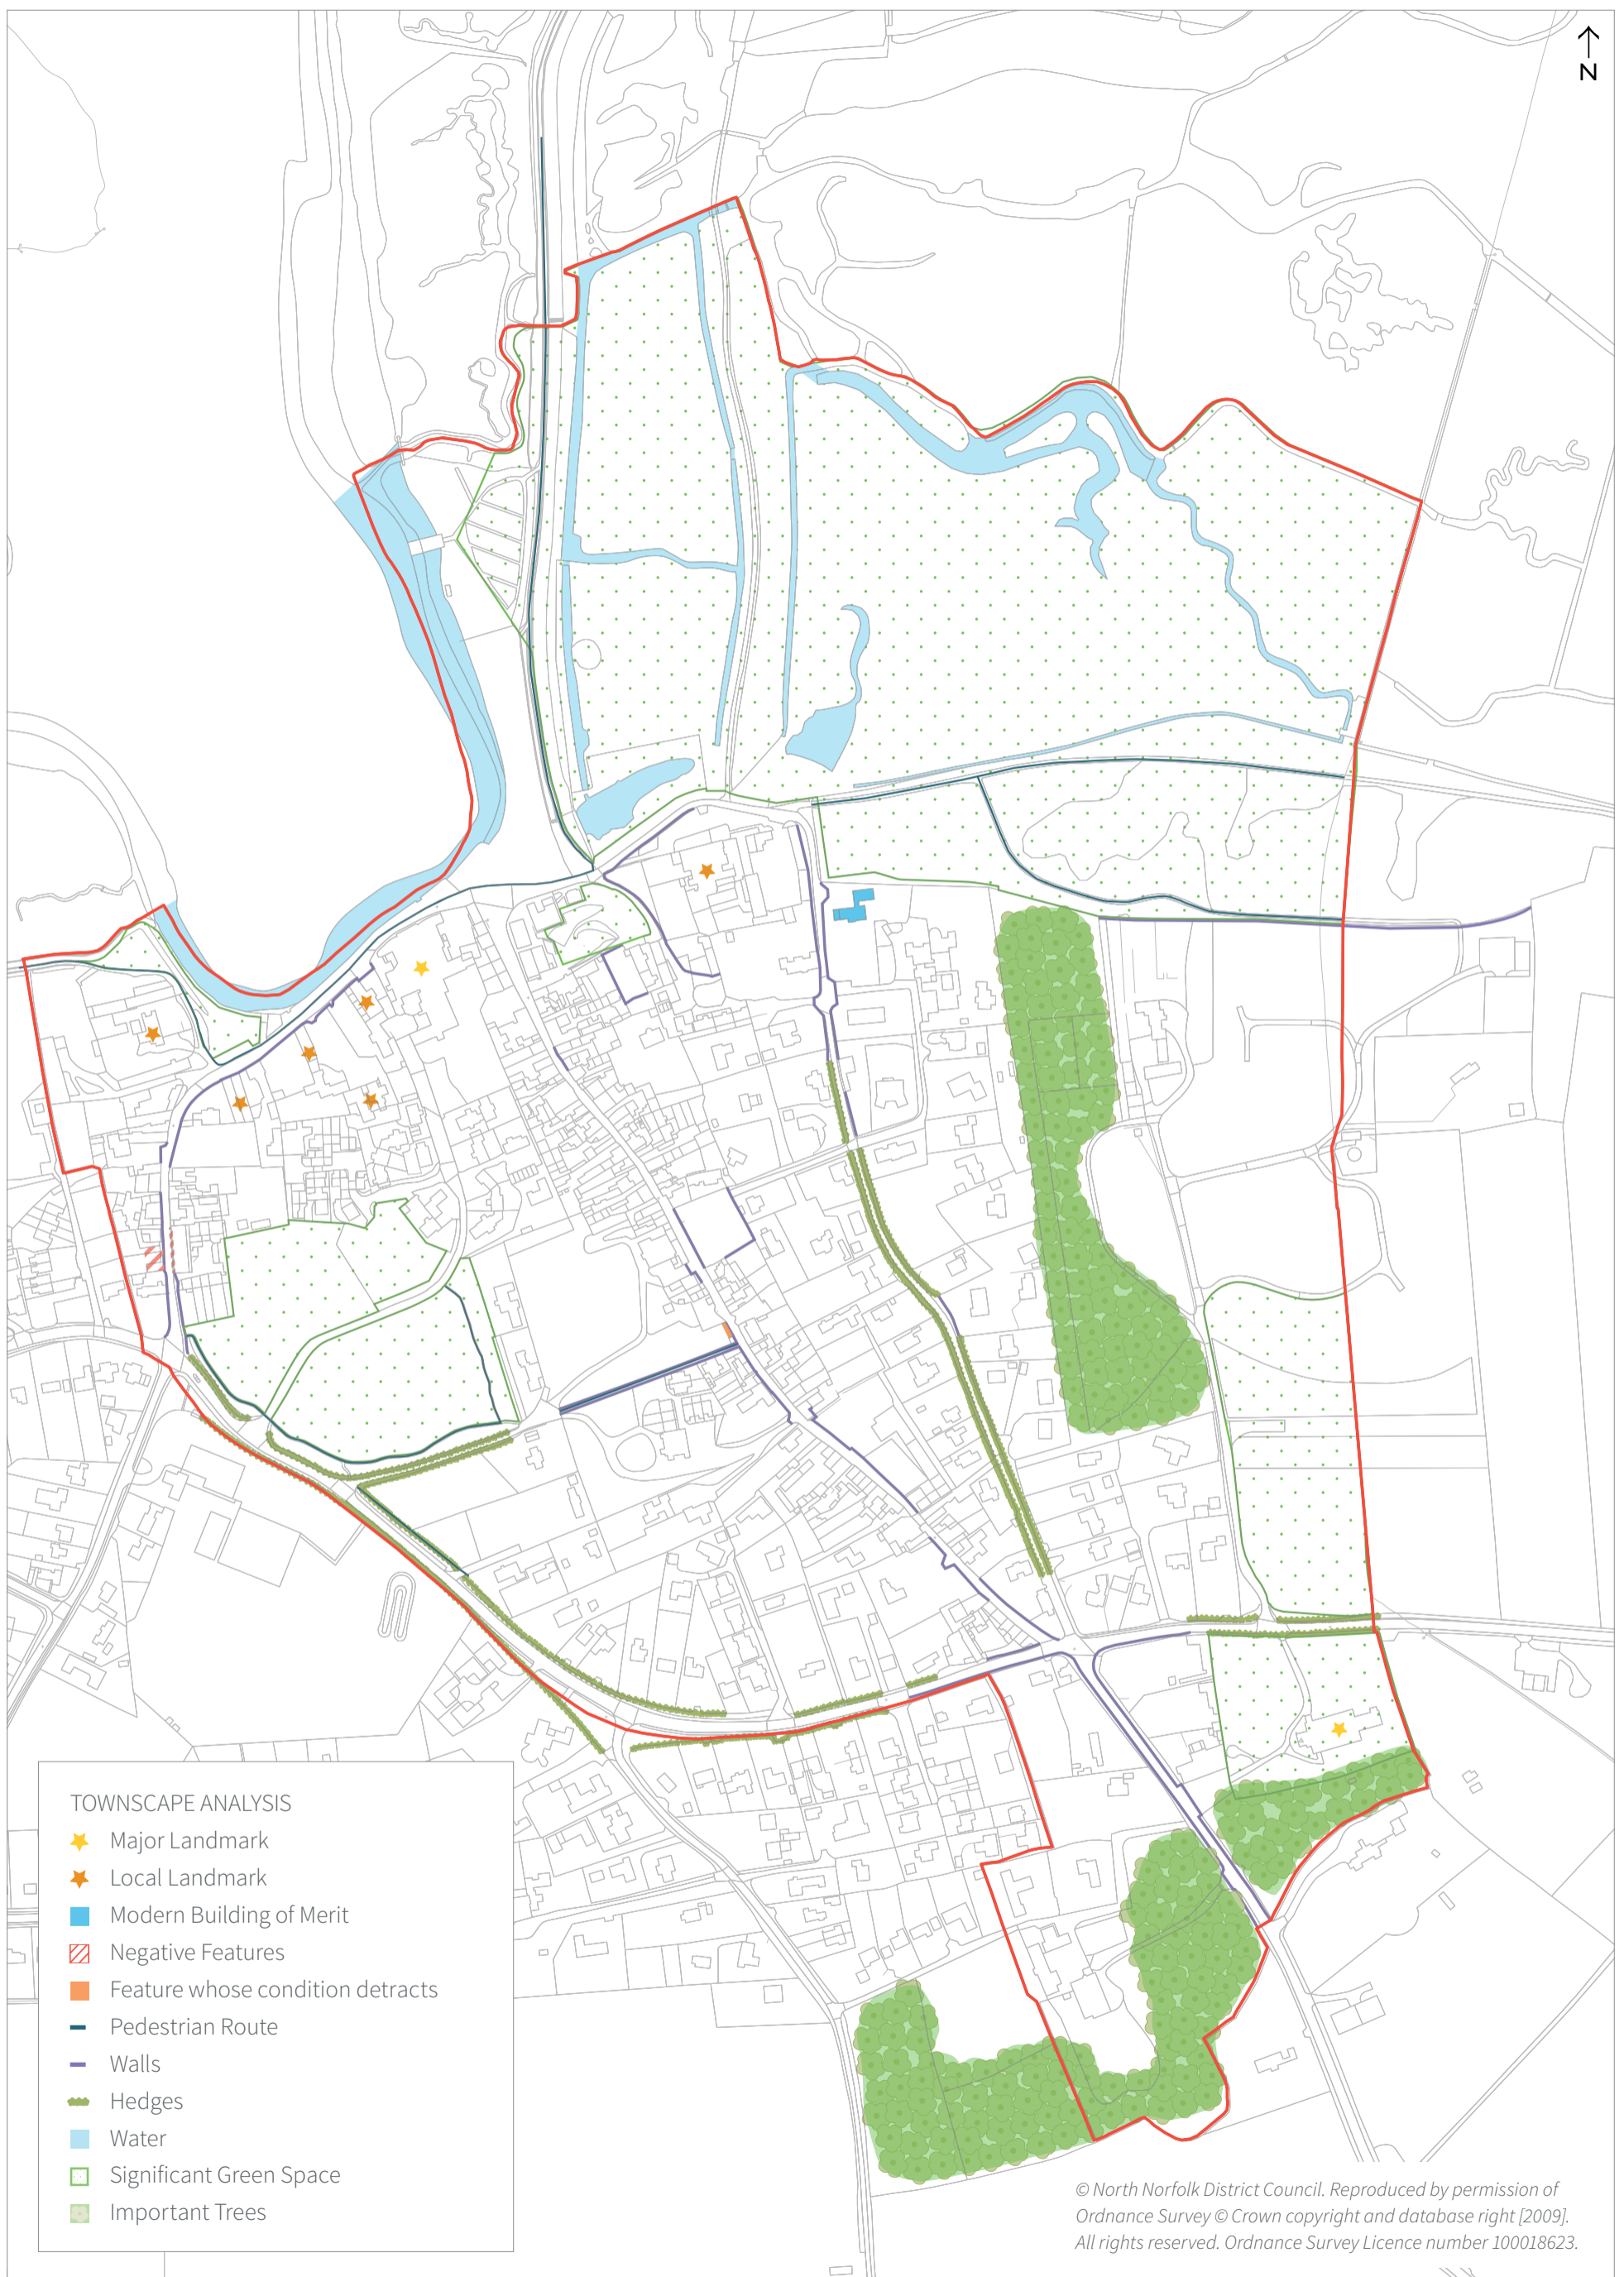 N
TOWNSCAPE ANALYSIS
Major Landmark
Local Landmark
Modern Building of Merit
Negative Features
Feature whose condition detracts
Pedestrian Route
Walls
Hedges
Water
Significant Green Space
Important Trees
© North Norfolk District Council. Reproduced by permission of
Ordnance Survey © Crown copyright and database right [2009].
All rights reserved. Ordnance Survey Licence number 100018623.